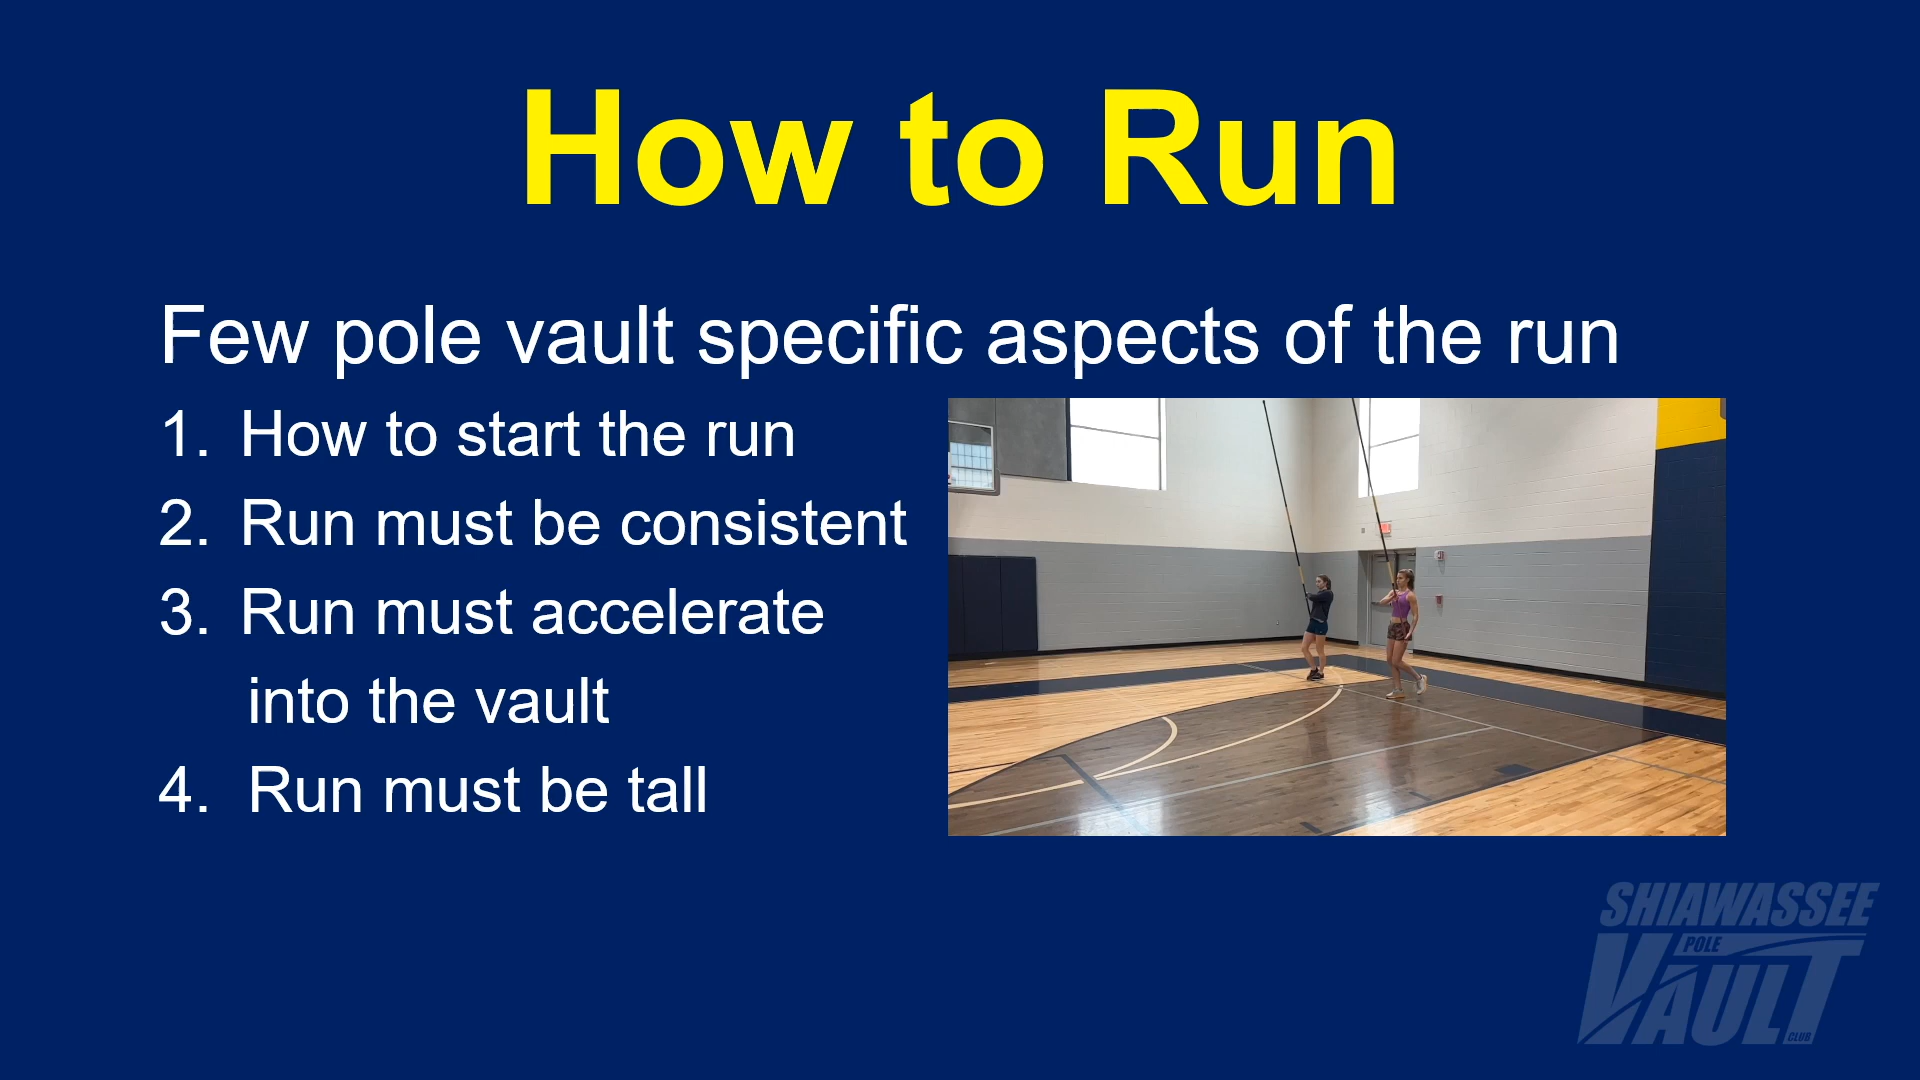 How to Run
Few pole vault specific aspects of the run
1. How to start the run
2. Run must be consistent
3. Run must accelerate
into the vault
4. Run must be tall
SHIAWASSEE
POLE
VAULT
CLUB